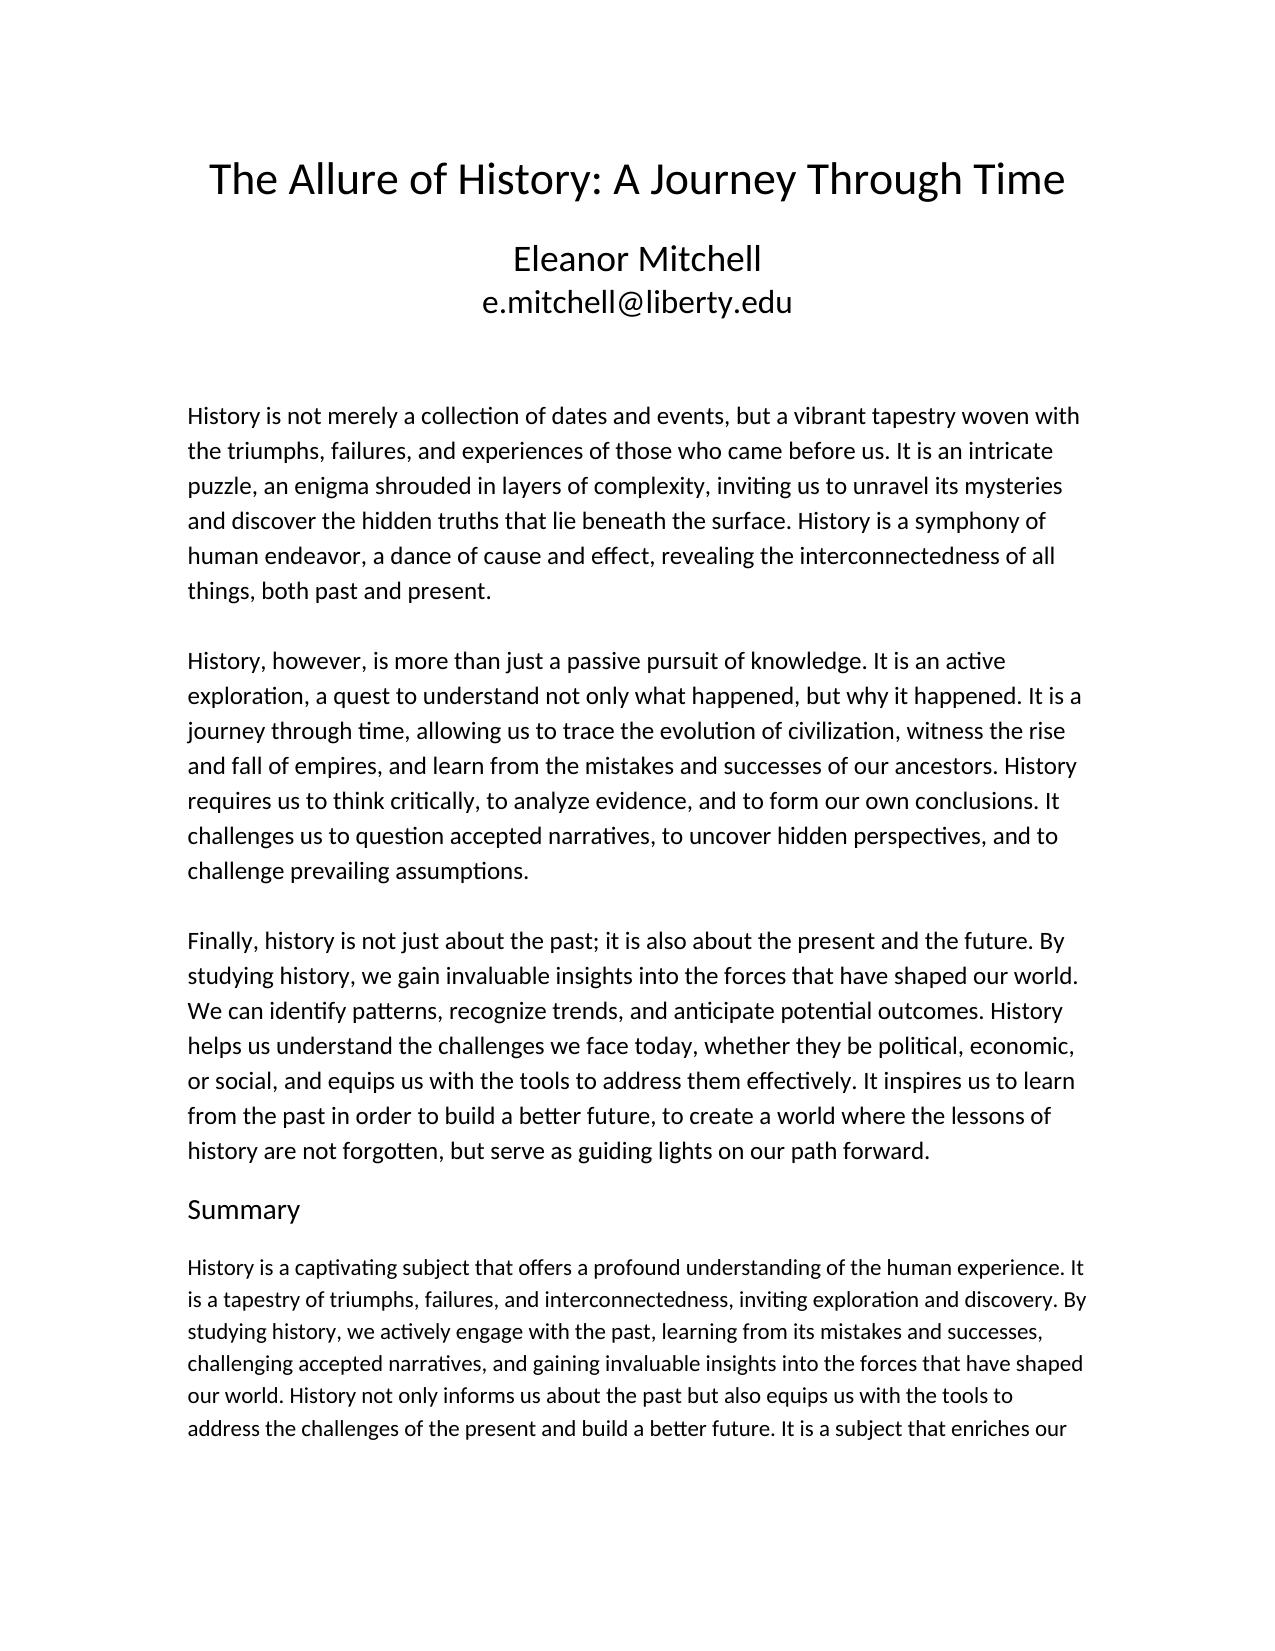 The Allure of History: A Journey Through Time
Eleanor Mitchell
e.mitchell@liberty.edu
History is not merely a collection of dates and events, but a vibrant tapestry woven with
the triumphs, failures, and experiences of those who came before us. It is an intricate
puzzle, an enigma shrouded in layers of complexity, inviting us to unravel its mysteries
and discover the hidden truths that lie beneath the surface. History is a symphony of
human endeavor, a dance of cause and effect, revealing the interconnectedness of all
things, both past and present.
History, however, is more than just a passive pursuit of knowledge. It is an active
exploration, a quest to understand not only what happened, but why it happened. It is a
journey through time, allowing us to trace the evolution of civilization, witness the rise
and fall of empires, and learn from the mistakes and successes of our ancestors. History
requires us to think critically, to analyze evidence, and to form our own conclusions. It
challenges us to question accepted narratives, to uncover hidden perspectives, and to
challenge prevailing assumptions.
Finally, history is not just about the past; it is also about the present and the future. By
studying history, we gain invaluable insights into the forces that have shaped our world.
We can identify patterns, recognize trends, and anticipate potential outcomes. History
helps us understand the challenges we face today, whether they be political, economic,
or social, and equips us with the tools to address them effectively. It inspires us to learn
from the past in order to build a better future, to create a world where the lessons of
history are not forgotten, but serve as guiding lights on our path forward.
Summary
History is a captivating subject that offers a profound understanding of the human experience. It
is a tapestry of triumphs, failures, and interconnectedness, inviting exploration and discovery. By
studying history, we actively engage with the past, learning from its mistakes and successes,
challenging accepted narratives, and gaining invaluable insights into the forces that have shaped
our world. History not only informs us about the past but also equips us with the tools to
address the challenges of the present and build a better future. It is a subject that enriches our